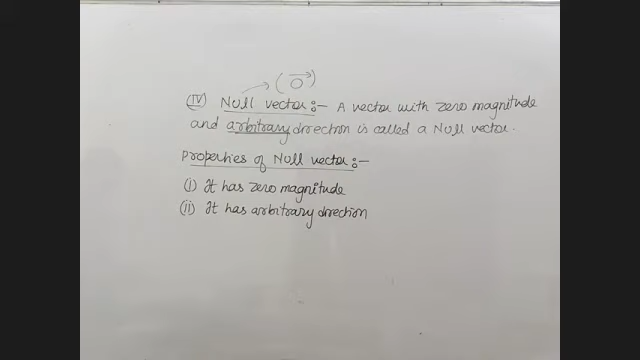 (0⃗)
(IV) Null vector:- A vector with zero magnitude
and arbitrary direction is called a Null vector.
Properties of Null vector:-
(i) It has zero magnitude
(ii) It has arbitrary direction